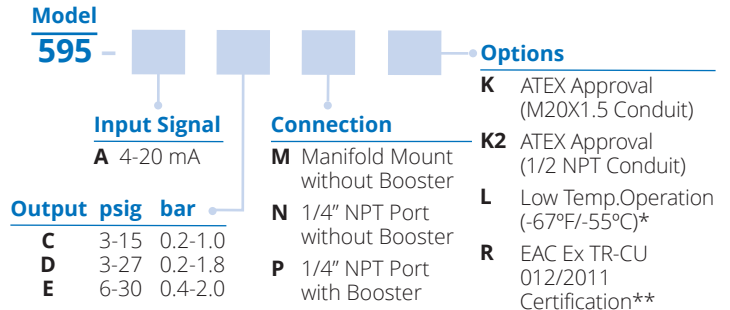 Model
595 –
Input Signal
A 4-20 mA
Output psig bar
C 3-15 0.2-1.0
D 3-27 0.2-1.8
E 6-30 0.4-2.0
Connection
M Manifold Mount
without Booster
N 1/4” NPT Port
without Booster
P 1/4” NPT Port
with Booster
Options
K ATEX Approval
(M20X1.5 Conduit)
K2 ATEX Approval
(1/2 NPT Conduit)
L Low Temp.Operation
(-67ºF/-55ºC)*
R EAC Ex TR-CU
012/2011
Certification**